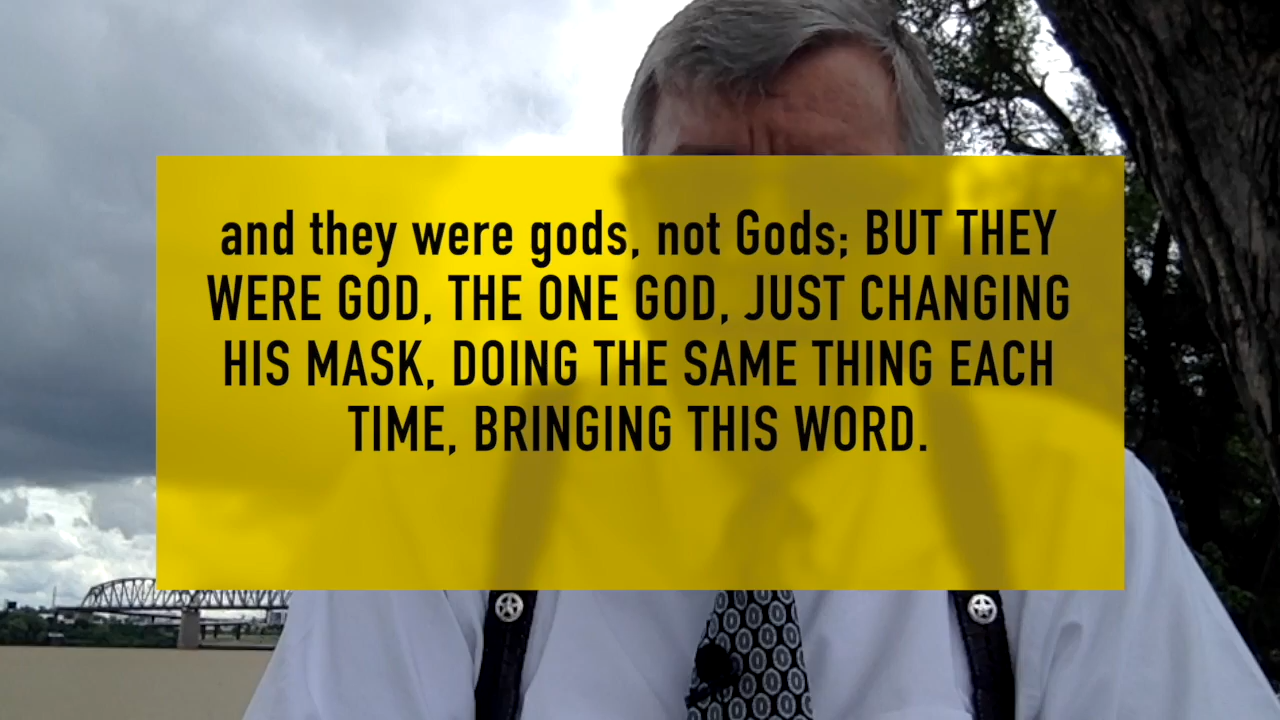 and they were gods, not Gods; BUT THEY
WERE GOD, THE ONE GOD, JUST CHANGING
HIS MASK, DOING THE SAME THING EACH
TIME, BRINGING THIS WORD.